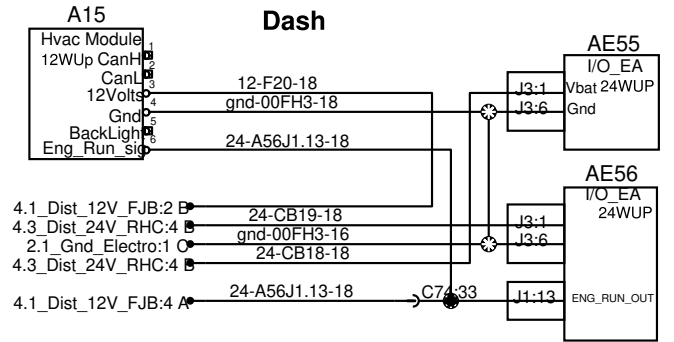 A15
Dash
AE55
Hvac Module
12WUp CanH 1
CanL 2
12Volts 3
Gnd 4
BackLight 5
Eng_Run_sig 6
12-F20-18
gnd-00FH3-18
24-A56J1.13-18
I/O_EA
J3:1 Vbat 24WUP
J3:6 Gnd
AE56
I/O_EA
24WUP
4.1_Dist_12V_FJB:2 B
24-CB19-18
4.3_Dist_24V_RHC:4 B
J3:1
gnd-00FH3-16
2.1_Gnd_Electro:1 C
J3:6
24-CB18-18
4.3_Dist_24V_RHC:4 B
24-A56J1.13-18
C74:33
4.1_Dist_12V_FJB:4 A
J1:13
ENG_RUN_OUT